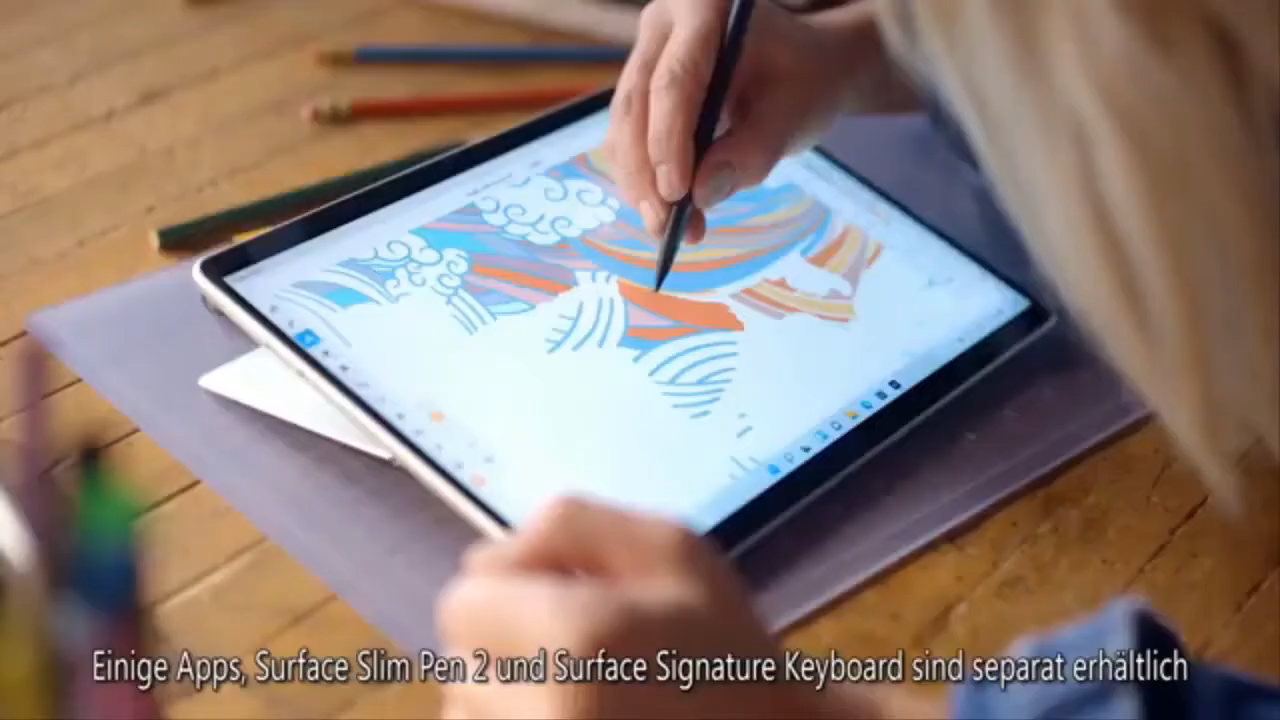 Einige Apps, Surface Slim Pen 2 und Surface Signature Keyboard sind separat erhältlich